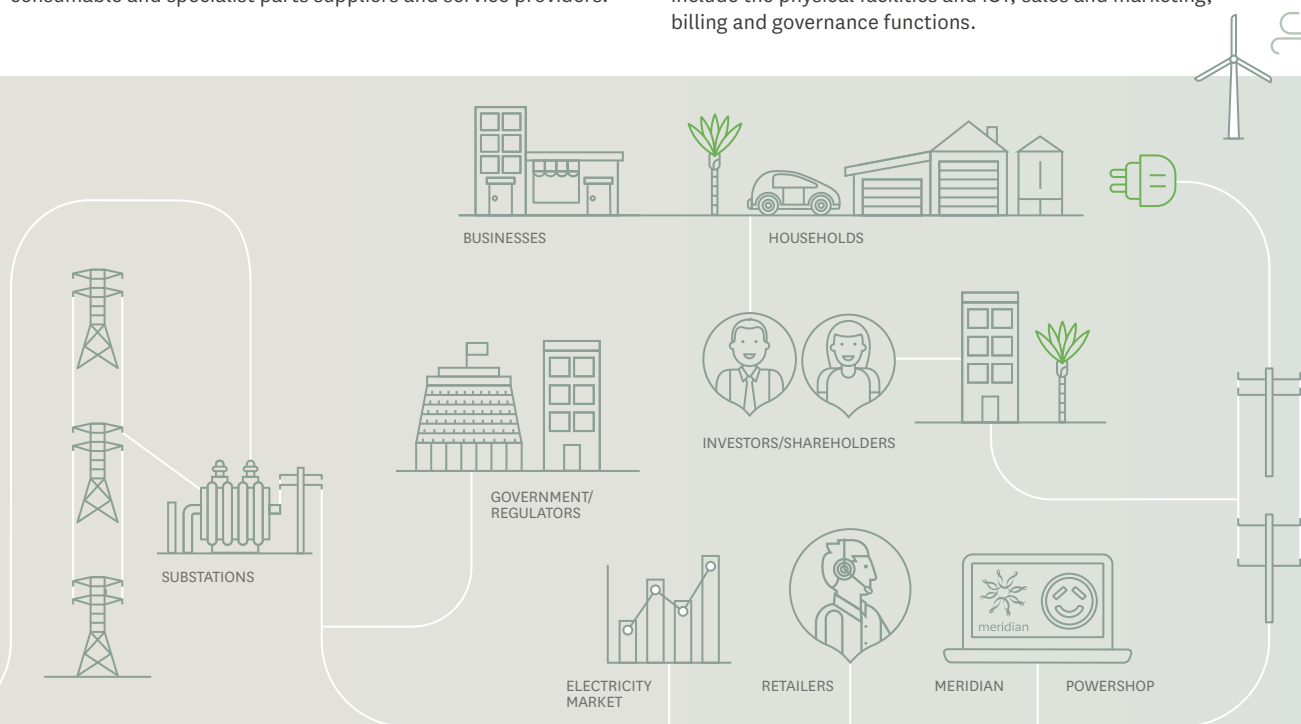 consumable and specialist parts suppliers and service providers.
include the physical facilities and ICT, sales and marketing,
billing and governance functions.
BUSINESSES
HOUSEHOLDS
INVESTORS/SHAREHOLDERS
GOVERNMENT/
REGULATORS
SUBSTATIONS
meridian
ELECTRICITY
MARKET
RETAILERS
MERIDIAN
POWERSHOP